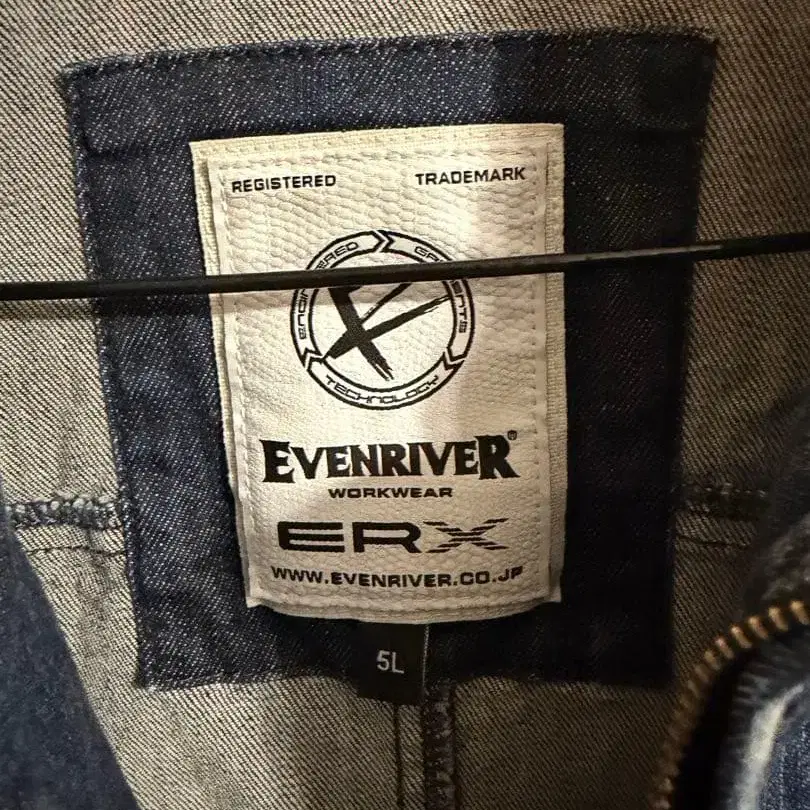 REGISTERED TRADEMARK
TECHNOLOGY
EVENRIVER®
WORKWEAR
ERX
WWW.EVENRIVER.CO.JP
5L